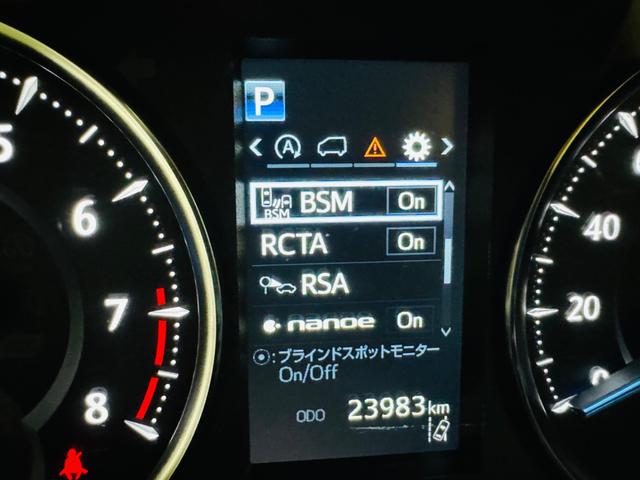 P
A
BSM BSM On
RCTA On
RSA
nanoe On
:ブラインドスポットモニター
On/Off
ODO 23983 km
5
6
7
8
40
20
0